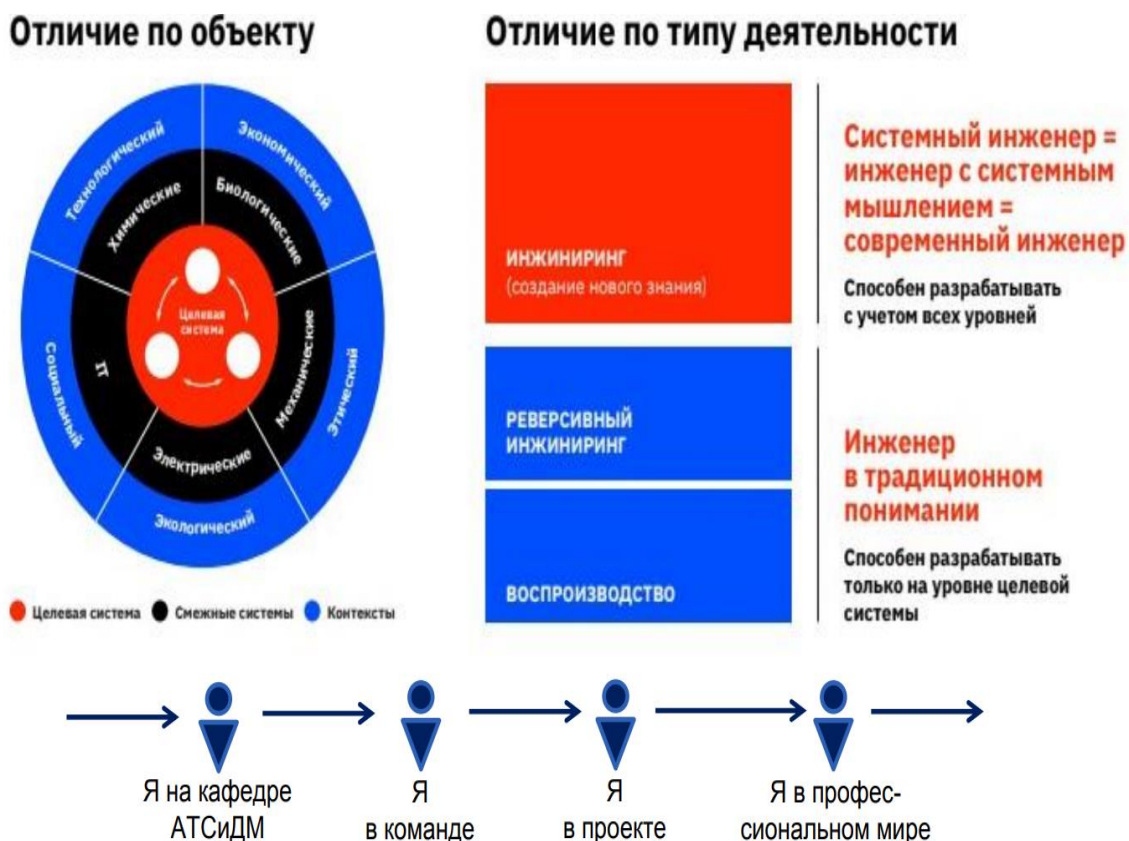 Отличие по объекту
Технологический
Экономический
Химические
Биологические
Целевая
система
Социальный
IT
Механические
Этический
Электрические
Экологический
Целевая система
Смежные системы
Контексты
Отличие по типу деятельности
ИНЖИНИРИНГ
(создание нового знания)
Системный инженер =
инженер с системным
мышлением =
современный инженер
Способен разрабатывать
с учетом всех уровней
РЕВЕРСИВНЫЙ
ИНЖИНИРИНГ
ВОСПРОИЗВОДСТВО
Инженер
в традиционном
понимании
Способен разрабатывать
только на уровне целевой
системы
Я на кафедре
АТСиДМ
Я
в команде
Я
в проекте
Я в профес-
сиональном мире